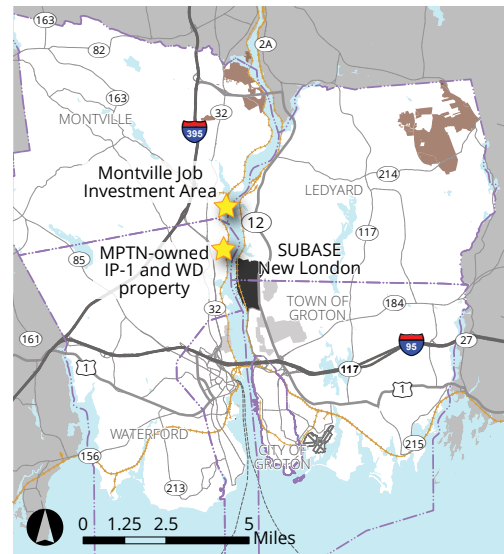 163
2A
82
163
32
MONTVILLE
395
214
Montville Job
Investment Area
LEDYARD
12
117
MPTN-owned
IP-1 and WD
property
85
SUBASE
New London
TOWN OF
GROTON
32
184
161
95
27
1
117
1
WATERFORD
CITY OF
GROTON
215
156
213
0 1.25 2.5 5
Miles